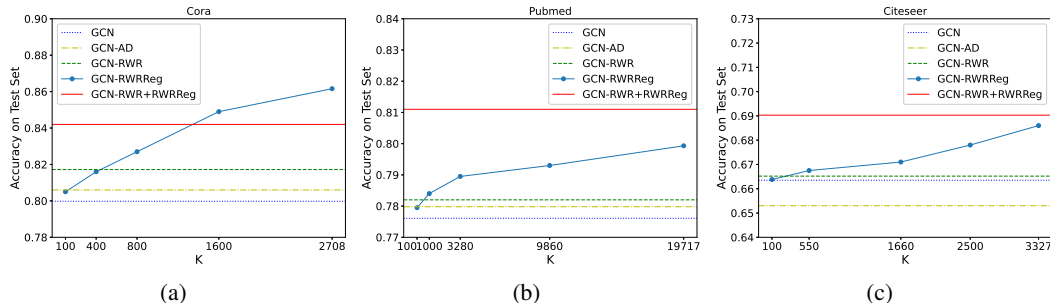 Cora
Accuracy on Test Set
0.90
0.88
0.86
0.84
0.82
0.80
0.78
GCN
GCN-AD
GCN-RWR
GCN-RWRReg
GCN-RWR+RWRReg
100 400 800 1600 2708
K
(a)
Pubmed
Accuracy on Test Set
0.84
0.83
0.82
0.81
0.80
0.79
0.78
0.77
GCN
GCN-AD
GCN-RWR
GCN-RWRReg
GCN-RWR+RWRReg
100 1000 3280 9860 19717
K
(b)
Citeseer
Accuracy on Test Set
0.73
0.72
0.71
0.70
0.69
0.68
0.67
0.66
0.65
0.64
GCN
GCN-AD
GCN-RWR
GCN-RWRReg
GCN-RWR+RWRReg
100 550 1660 2500 3327
K
(c)